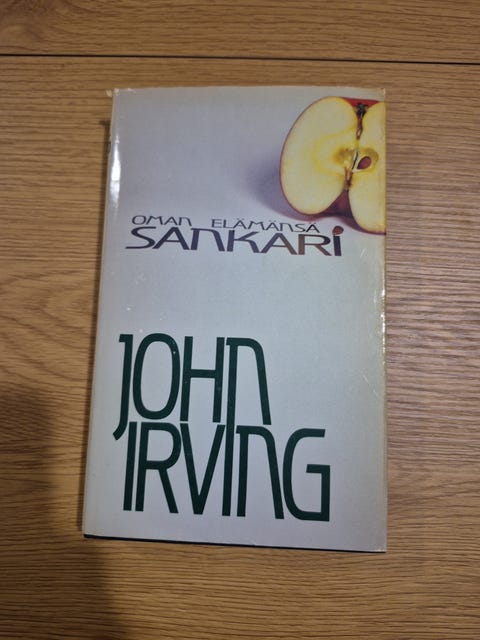 OMAN ELÄMÄNSÄ
SANKARI
JOHN
IRVING